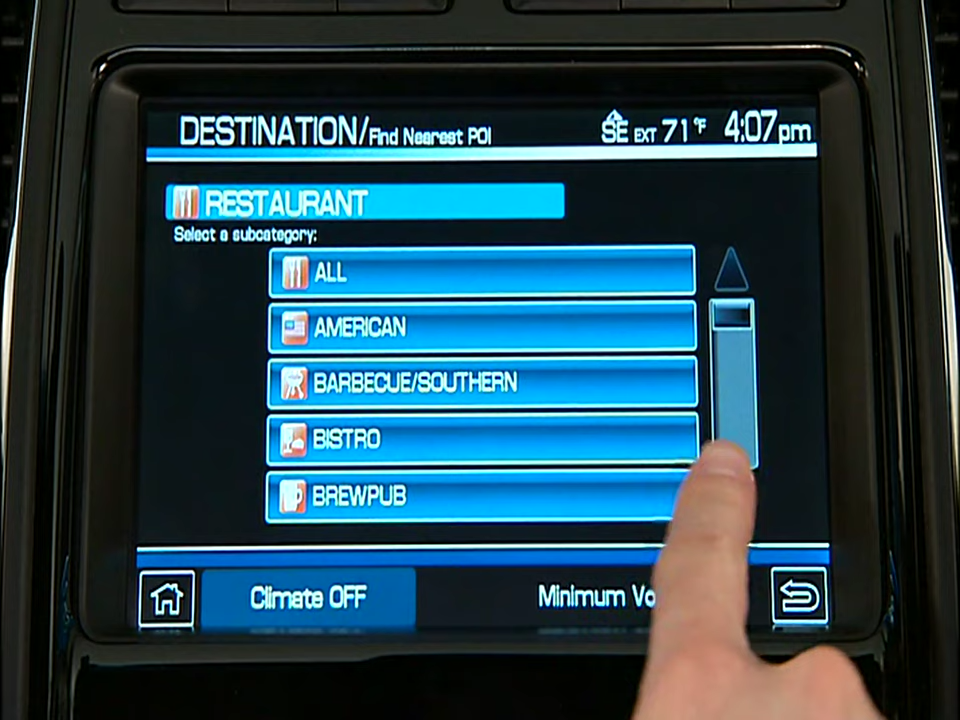 DESTINATION/Find Nearest POI SE EXT 71°F 4:07pm
RESTAURANT
Select a subcategory:
ALL
AMERICAN
BARBECUE/SOUTHERN
BISTRO
BREWPUB
Climate OFF Minimum